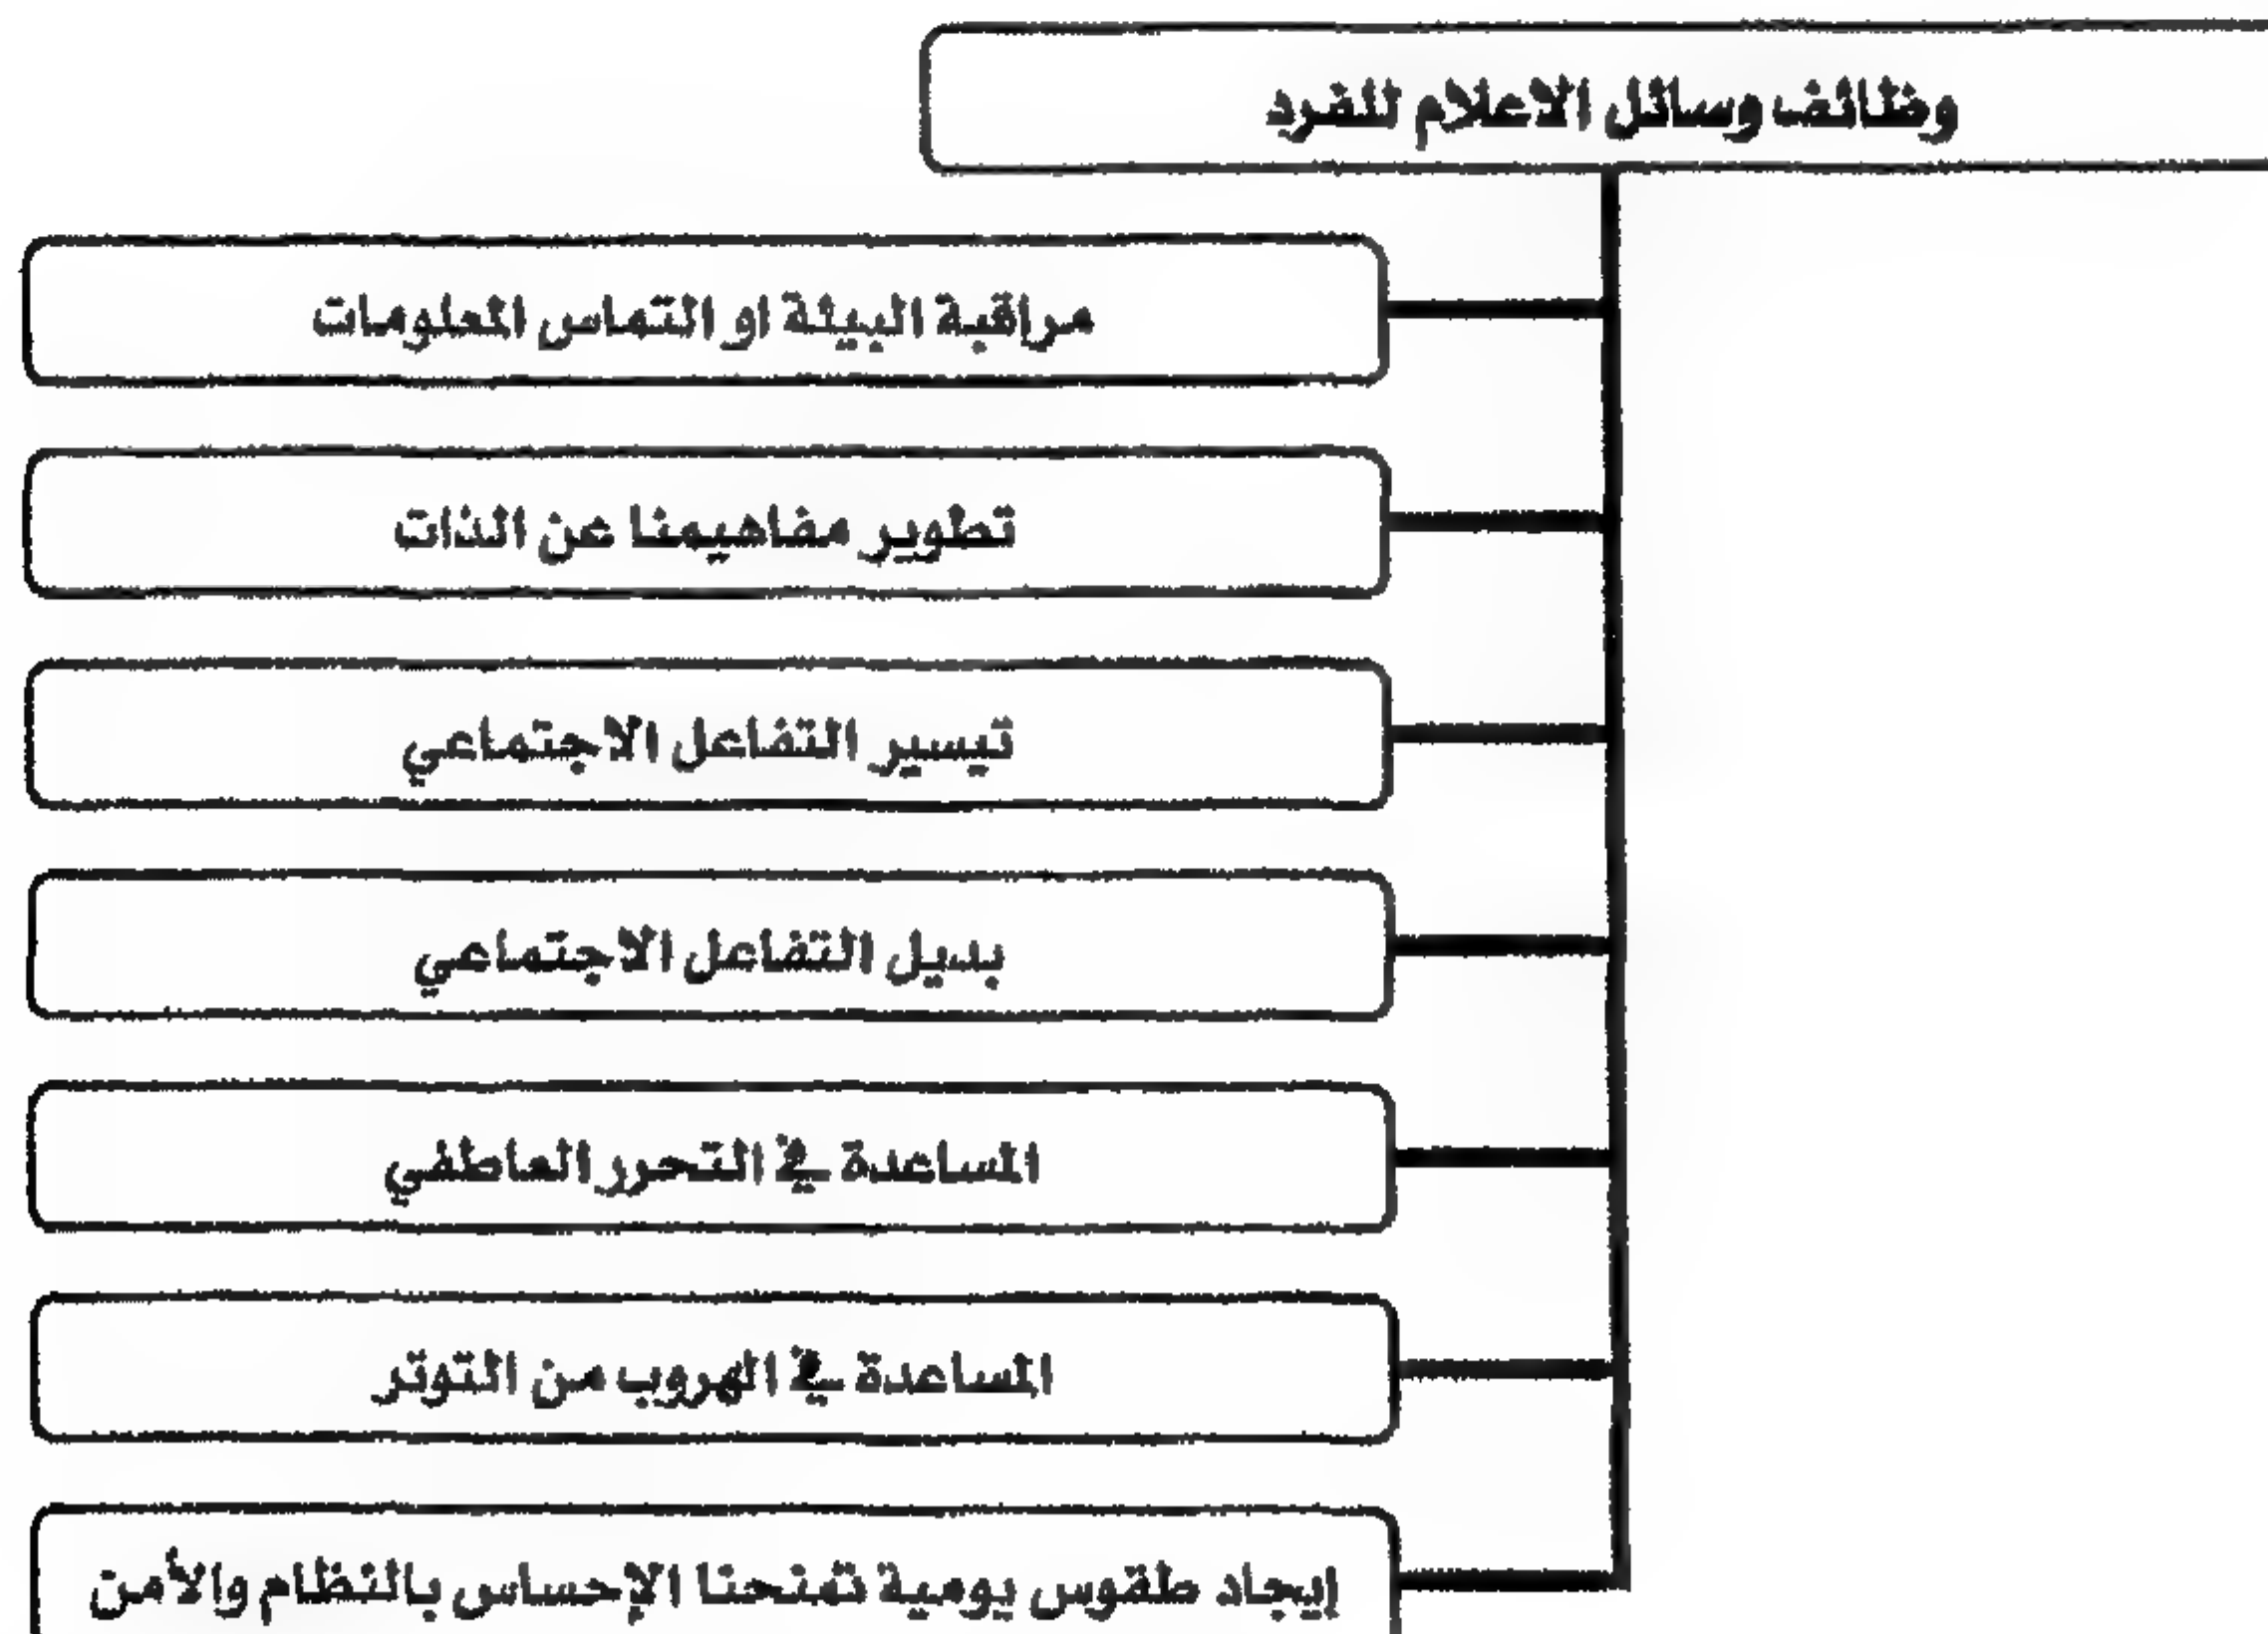 وظائف وسائل الاعلام للفرد
مراقبة البيئة او التماس المعلومات
تطوير مفاهيمنا عن الذات
تيسير التفاعل الاجتماعي
بديل التفاعل الاجتماعي
المساعدة في التحرر العاطفي
المساعدة في الهروب من التوتر
إيجاد طقوس يومية تمنحنا الإحساس بالنظام والأمن